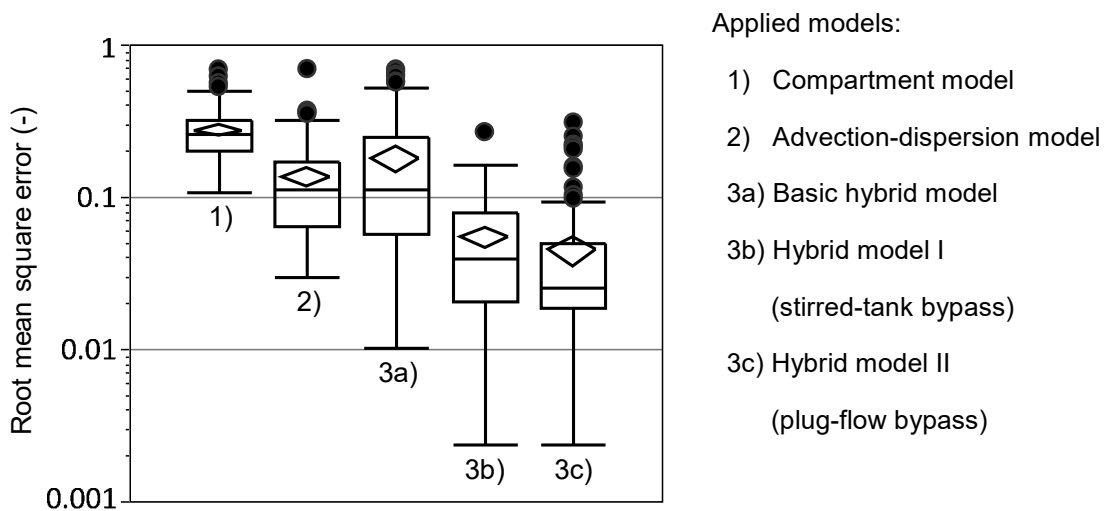 Root mean square error (-)
1
0.1
0.01
0.001
1)
2)
3a)
3b)
3c)
Applied models:
1) Compartment model
2) Advection-dispersion model
3a) Basic hybrid model
3b) Hybrid model I
(stirred-tank bypass)
3c) Hybrid model II
(plug-flow bypass)